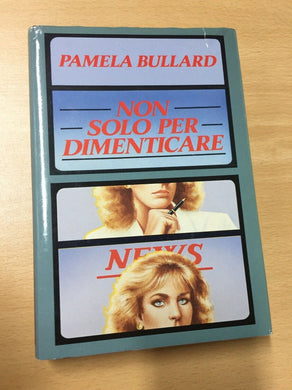 PAMELA BULLARD
NON
SOLO PER
DIMENTICARE
NEWS